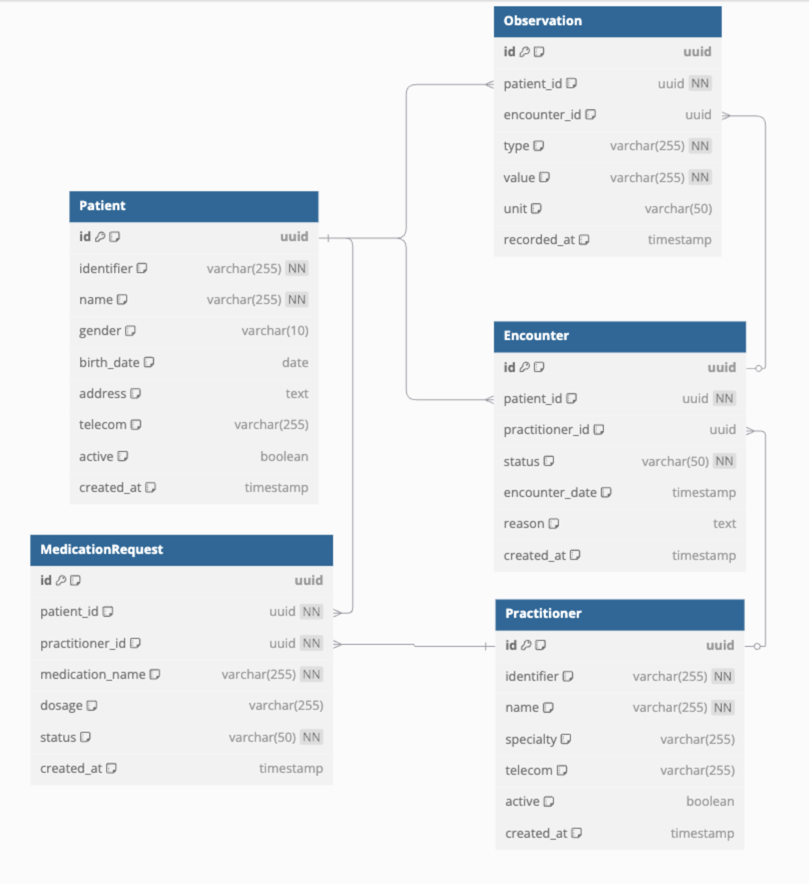 Observation
id uuid
patient_id uuid NN
encounter_id uuid
type varchar(255) NN
value varchar(255) NN
unit varchar(50)
recorded_at timestamp
Patient
id uuid
identifier varchar(255) NN
name varchar(255) NN
gender varchar(10)
birth_date date
address text
telecom varchar(255)
active boolean
created_at timestamp
Encounter
id uuid
patient_id uuid NN
practitioner_id uuid
status varchar(50) NN
encounter_date timestamp
reason text
created_at timestamp
MedicationRequest
id uuid
patient_id uuid NN
practitioner_id uuid NN
medication_name varchar(255) NN
dosage varchar(255)
status varchar(50) NN
created_at timestamp
Practitioner
id uuid
identifier varchar(255) NN
name varchar(255) NN
specialty varchar(255)
telecom varchar(255)
active boolean
created_at timestamp